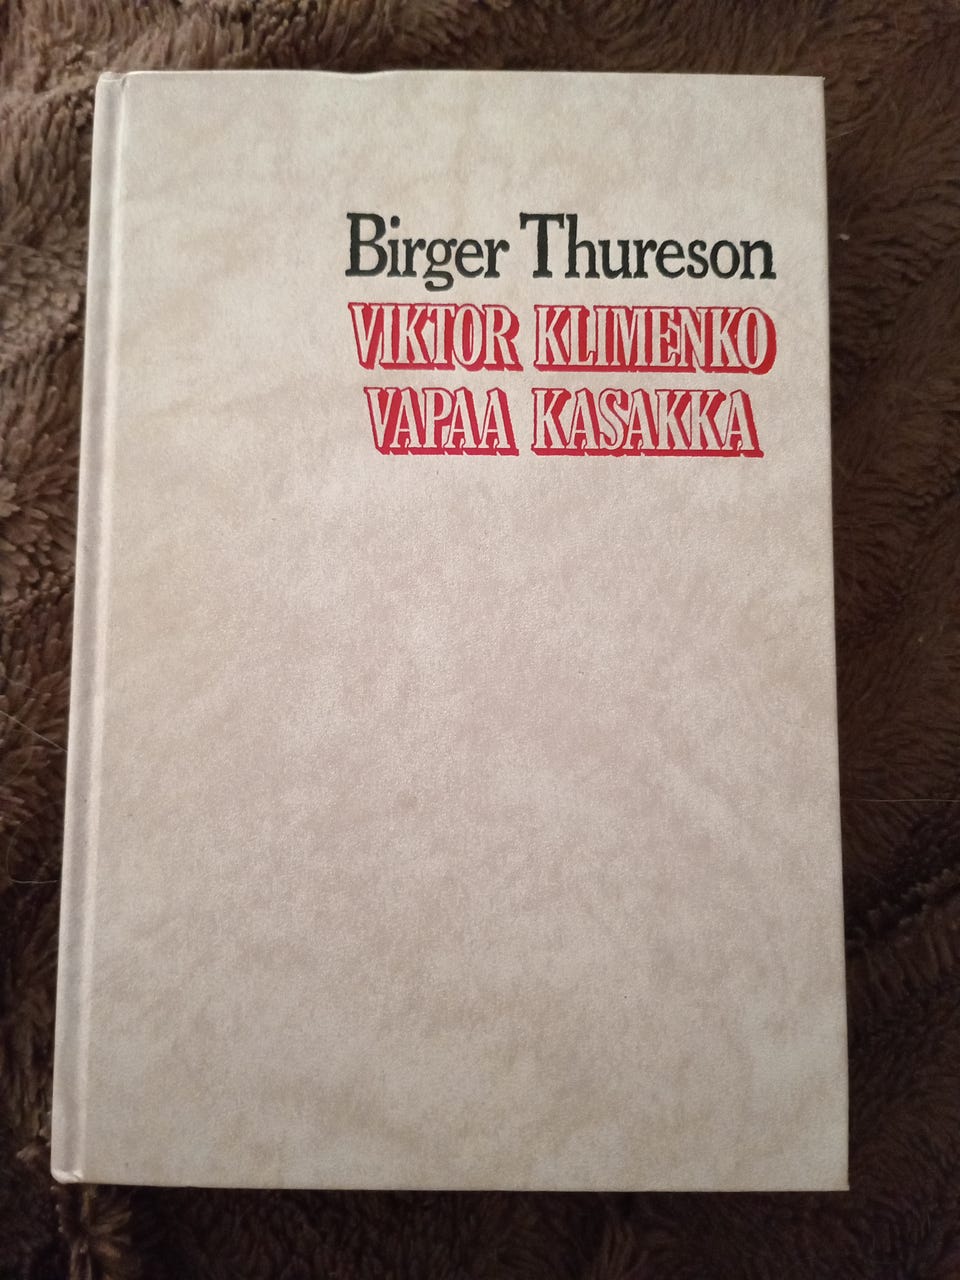 Birger Thureson
VIKTOR KLIMENKO
VAPAA KASAKKA